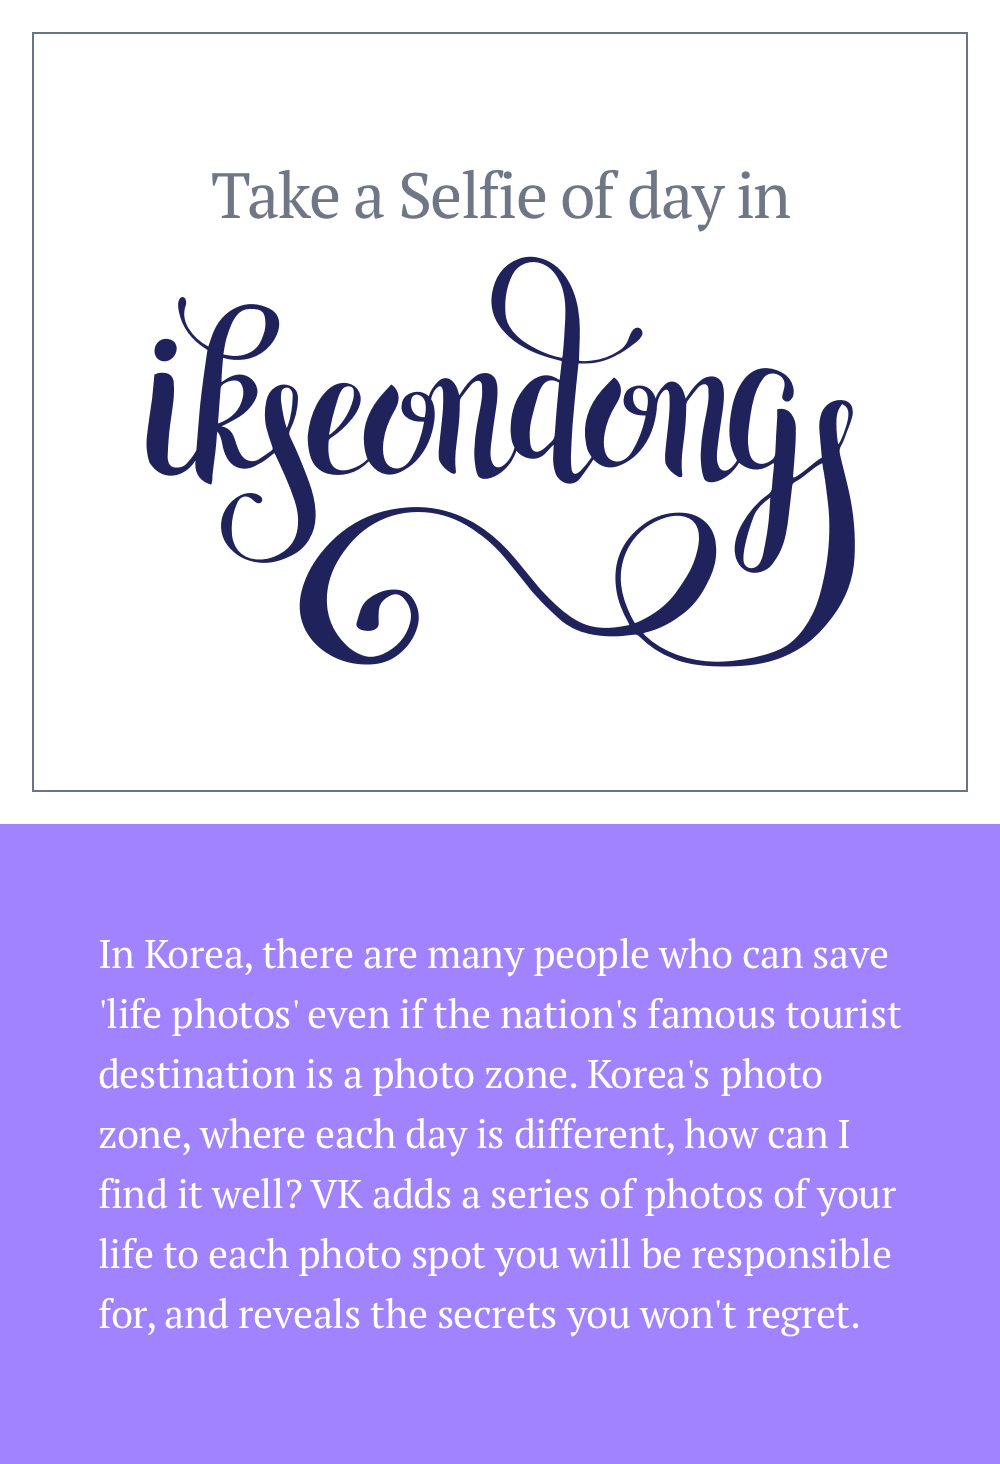 Take a Selfie of day in
ikseondong
In Korea, there are many people who can save
'life photos' even if the nation's famous tourist
destination is a photo zone. Korea's photo
zone, where each day is different, how can I
find it well? VK adds a series of photos of your
life to each photo spot you will be responsible
for, and reveals the secrets you won't regret.